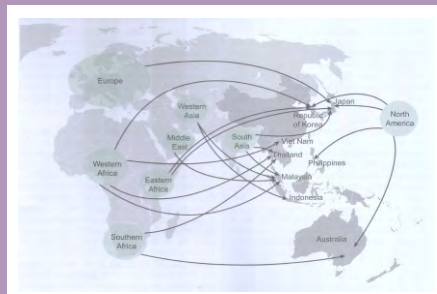 Europe
Western
Asia
Japan
Republic
of Korea
North
America
Middle
East
South
Asia
Viet Nam
Thailand
Philippines
Western
Africa
Eastern
Africa
Malaysia
Indonesia
Southern
Africa
Australia